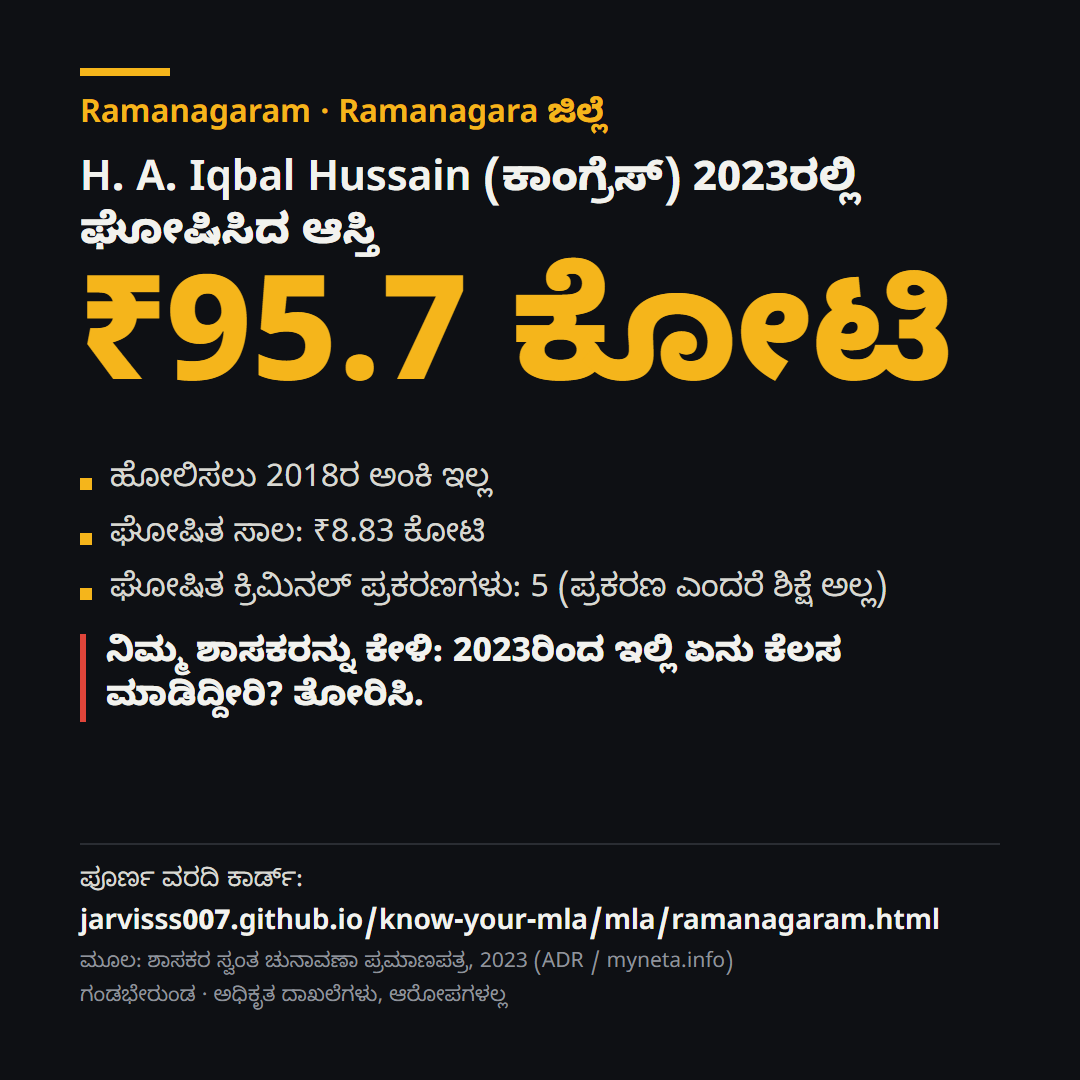 Ramanagaram · Ramanagara ಜಿಲ್ಲೆ
H. A. Iqbal Hussain (ಕಾಂಗ್ರೆಸ್) 2023ರಲ್ಲಿ
ಘೋಷಿಸಿದ ಆಸ್ತಿ
₹95.7 ಕೋಟಿ
ಹೋಲಿಸಲು 2018ರ ಅಂಕಿ ಇಲ್ಲ
ಘೋಷಿತ ಸಾಲ: ₹8.83 ಕೋಟಿ
ಘೋಷಿತ ಕ್ರಿಮಿನಲ್ ಪ್ರಕರಣಗಳು: 5 (ಪ್ರಕರಣ ಎಂದರೆ ಶಿಕ್ಷೆ ಅಲ್ಲ)
ನಿಮ್ಮ ಶಾಸಕರನ್ನು ಕೇಳಿ: 2023ರಿಂದ ಇಲ್ಲಿ ಏನು ಕೆಲಸ
ಮಾಡಿದ್ದೀರಿ? ತೋರಿಸಿ.
ಪೂರ್ಣ ವರದಿ ಕಾರ್ಡ್:
jarvisss007.github.io/know-your-mla/mla/ramanagaram.html
ಮೂಲ: ಶಾಸಕರ ಸ್ವಂತ ಚುನಾವಣಾ ಪ್ರಮಾಣಪತ್ರ, 2023 (ADR / myneta.info)
ಗಂಡಭೇರುಂಡ · ಅಧಿಕೃತ ದಾಖಲೆಗಳು, ಆರೋಪಗಳಲ್ಲ